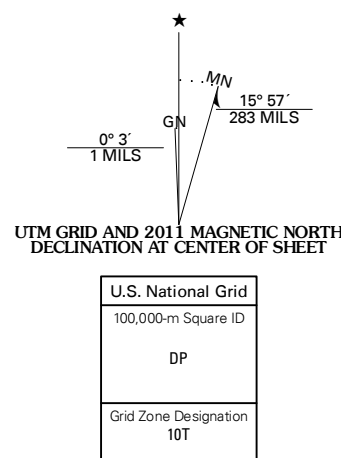 ★
MN
GN
15° 57´
283 MILS
0° 3´
1 MILS
UTM GRID AND 2011 MAGNETIC NORTH
DECLINATION AT CENTER OF SHEET
U.S. National Grid
100,000-m Square ID
DP
Grid Zone Designation
10T